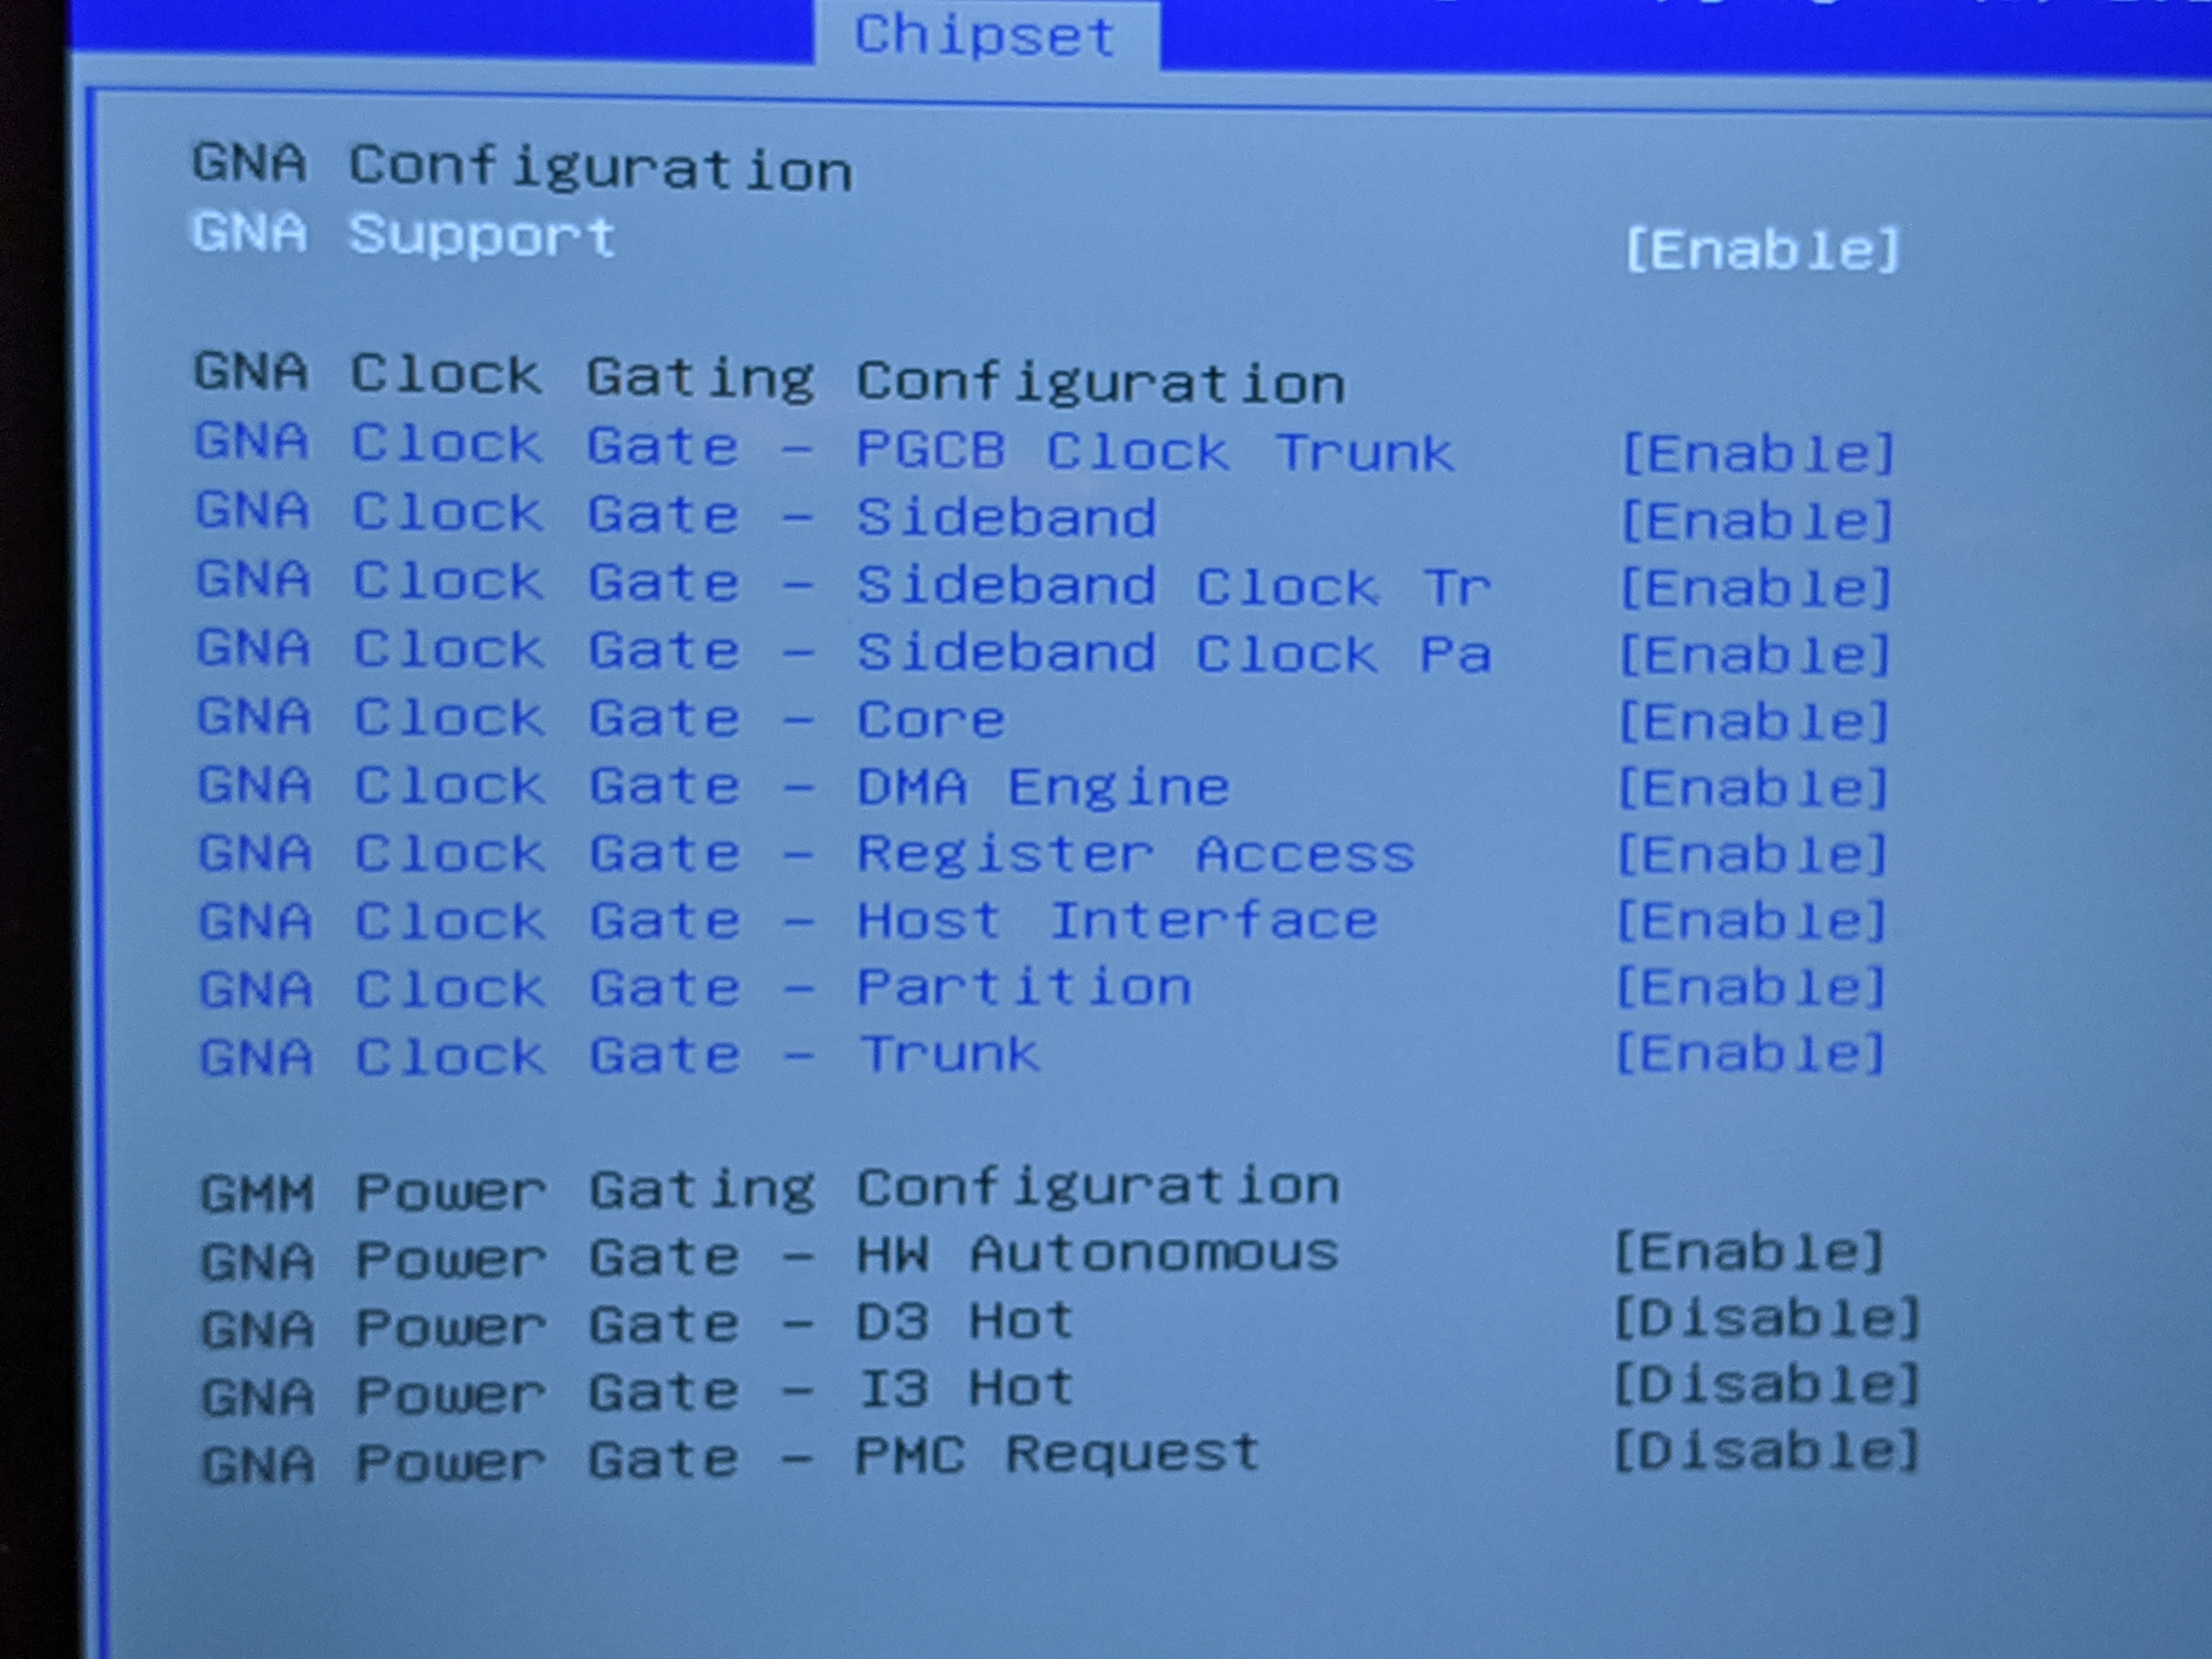 Chipset
GNA Configuration
GNA Support [Enable]
GNA Clock Gating Configuration
GNA Clock Gate - PGCB Clock Trunk [Enable]
GNA Clock Gate - Sideband [Enable]
GNA Clock Gate - Sideband Clock Tr [Enable]
GNA Clock Gate - Sideband Clock Pa [Enable]
GNA Clock Gate - Core [Enable]
GNA Clock Gate - DMA Engine [Enable]
GNA Clock Gate - Register Access [Enable]
GNA Clock Gate - Host Interface [Enable]
GNA Clock Gate - Partition [Enable]
GNA Clock Gate - Trunk [Enable]
GMM Power Gating Configuration
GNA Power Gate - HW Autonomous [Enable]
GNA Power Gate - D3 Hot [Disable]
GNA Power Gate - I3 Hot [Disable]
GNA Power Gate - PMC Request [Disable]